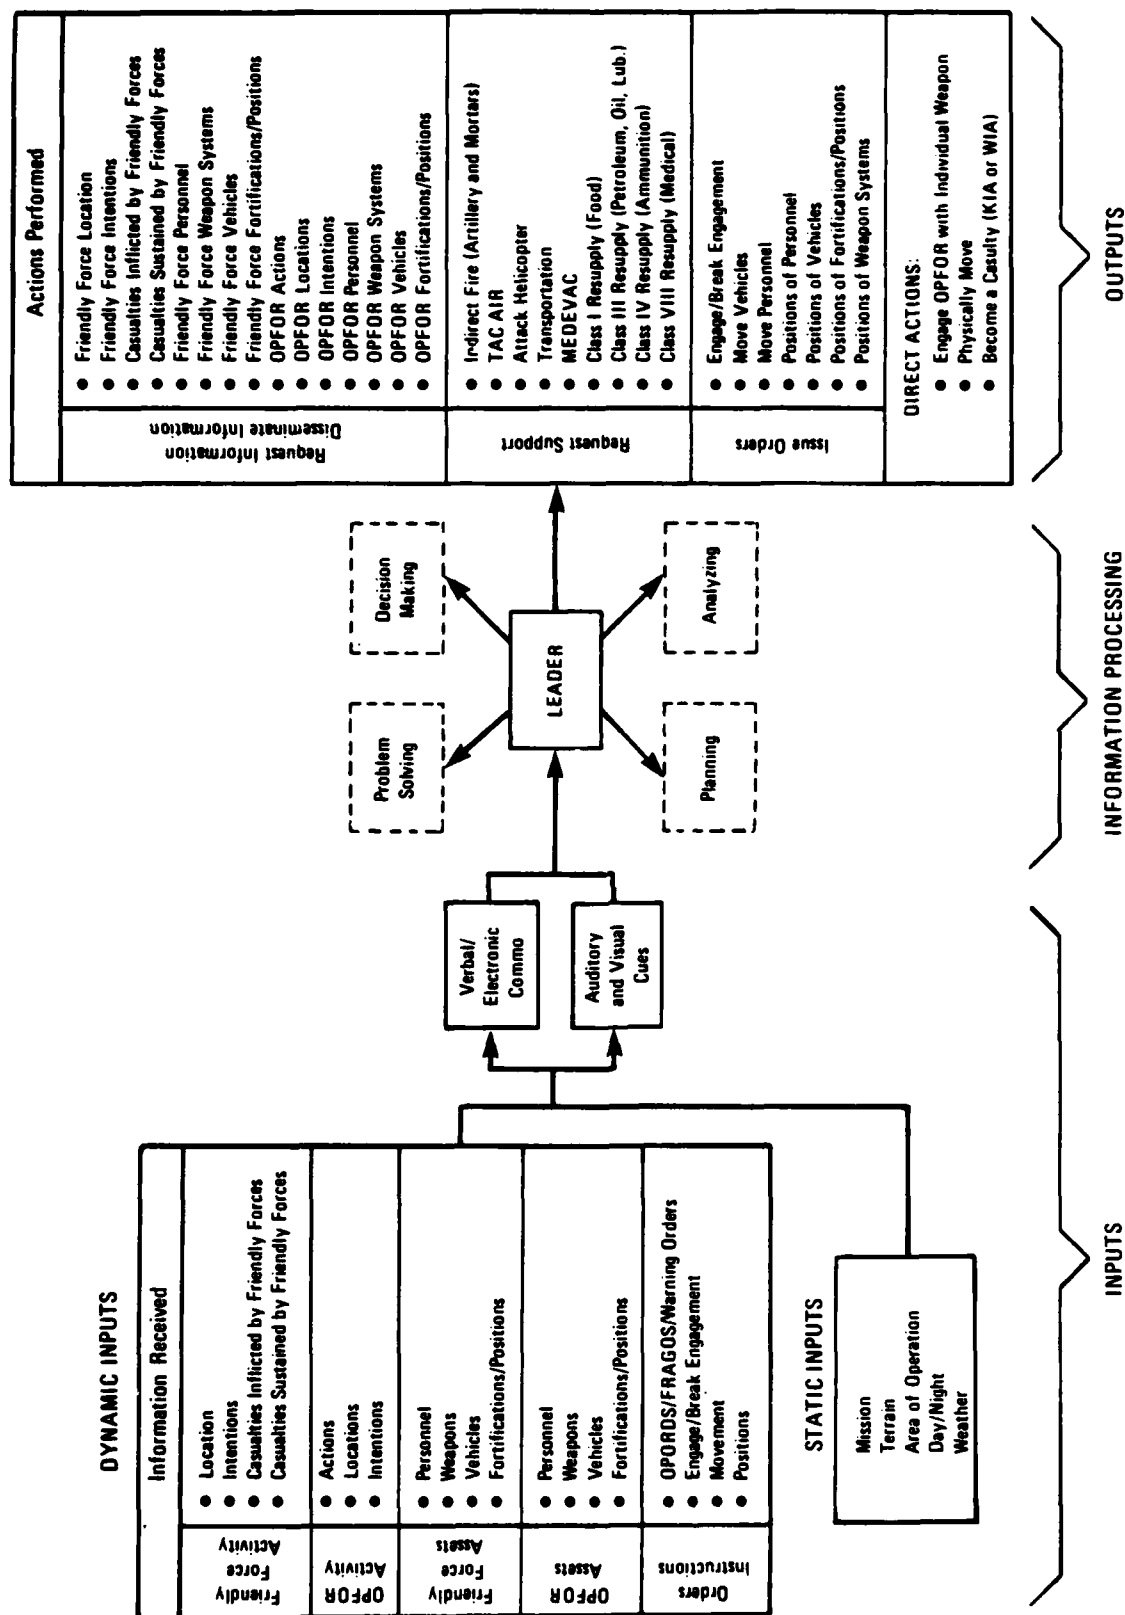 DYNAMIC INPUTS
Information Received
Friendly
Force
Activity
● Location
● Intentions
● Casualties Inflicted by Friendly Forces
● Casualties Sustained by Friendly Forces
OPFOR
Activity
● Actions
● Locations
● Intentions
Friendly
Force
Assets
● Personnel
● Weapons
● Vehicles
● Fortifications/Positions
OPFOR
Assets
● Personnel
● Weapons
● Vehicles
● Fortifications/Positions
Orders
Instructions
● OPORDS/FRAGOS/Warning Orders
● Engage/Break Engagement
● Movement
● Positions
STATIC INPUTS
Mission
Terrain
Area of Operation
Day/Night
Weather
Verbal/
Electronic
Commo
Auditory
and Visual
Cues
Problem
Solving
Decision
Making
LEADER
Planning
Analyzing
Actions Performed
Request Information
Disseminate Information
● Friendly Force Location
● Friendly Force Intentions
● Casualties Inflicted by Friendly Forces
● Casualties Sustained by Friendly Forces
● Friendly Force Personnel
● Friendly Force Weapon Systems
● Friendly Force Vehicles
● Friendly Force Fortifications/Positions
● OPFOR Actions
● OPFOR Locations
● OPFOR Intentions
● OPFOR Personnel
● OPFOR Weapon Systems
● OPFOR Vehicles
● OPFOR Fortifications/Positions
Request Support
● Indirect Fire (Artillery and Mortars)
● TAC AIR
● Attack Helicopter
● Transportation
● MEDEVAC
● Class I Resupply (Food)
● Class III Resupply (Petroleum, Oil, Lub.)
● Class IV Resupply (Ammunition)
● Class VIII Resupply (Medical)
Issue Orders
● Engage/Break Engagement
● Move Vehicles
● Move Personnel
● Positions of Personnel
● Positions of Vehicles
● Positions of Fortifications/Positions
● Positions of Weapon Systems
DIRECT ACTIONS:
● Engage OPFOR with Individual Weapon
● Physically Move
● Become a Casulty (KIA or WIA)
INPUTS
INFORMATION PROCESSING
OUTPUTS